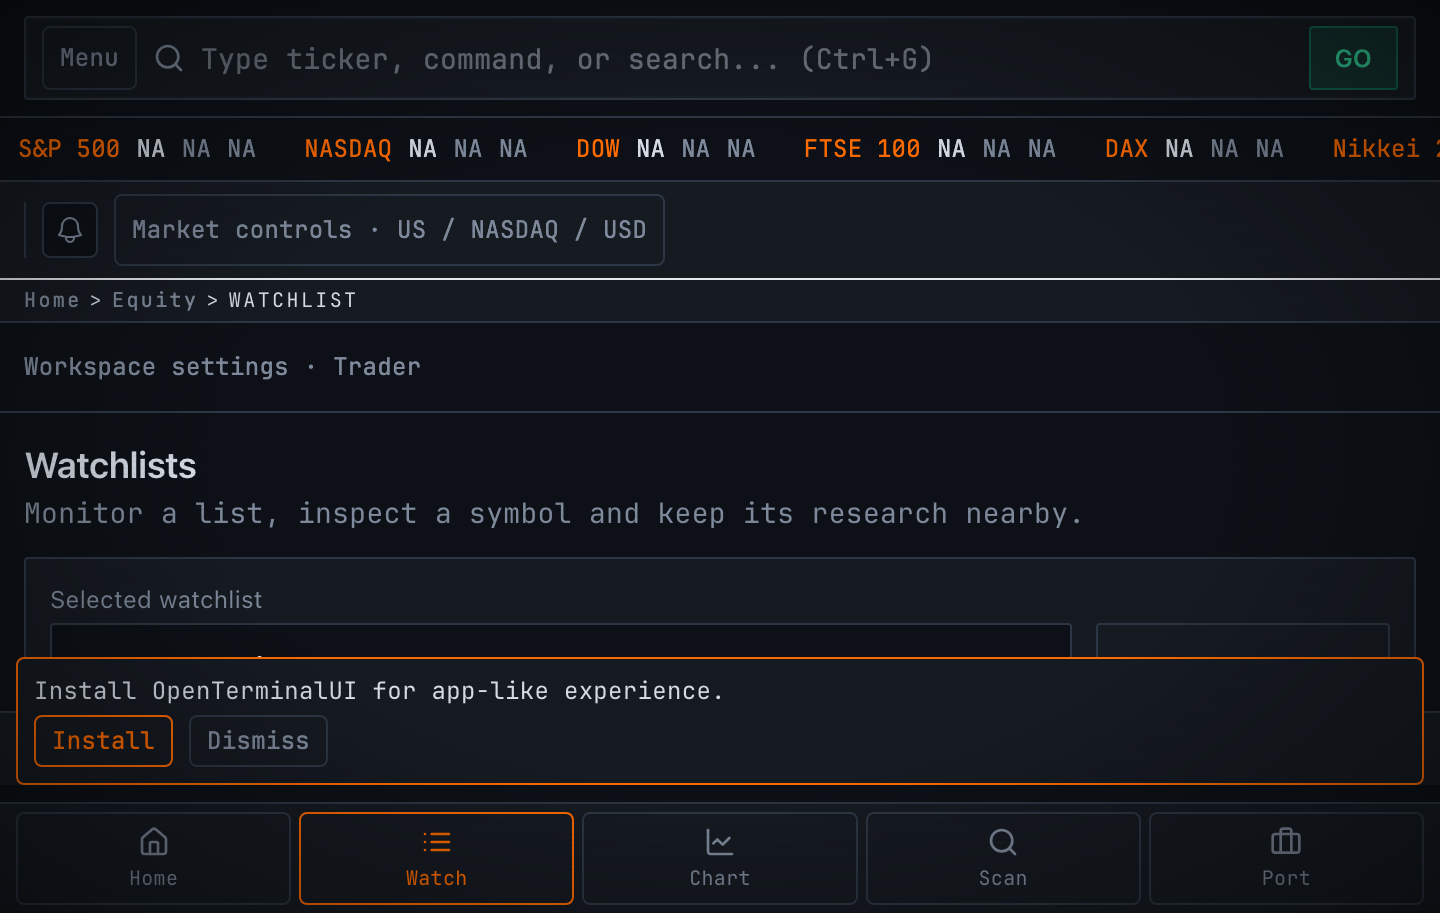 Menu Type ticker, command, or search... (Ctrl+G) GO
S&P 500 NA NA NA NASDAQ NA NA NA DOW NA NA NA FTSE 100 NA NA NA DAX NA NA NA Nikkei
Market controls · US / NASDAQ / USD
Home > Equity > WATCHLIST
Workspace settings · Trader
Watchlists
Monitor a list, inspect a symbol and keep its research nearby.
Selected watchlist
Install OpenTerminalUI for app-like experience.
Install Dismiss
Home Watch Chart Scan Port